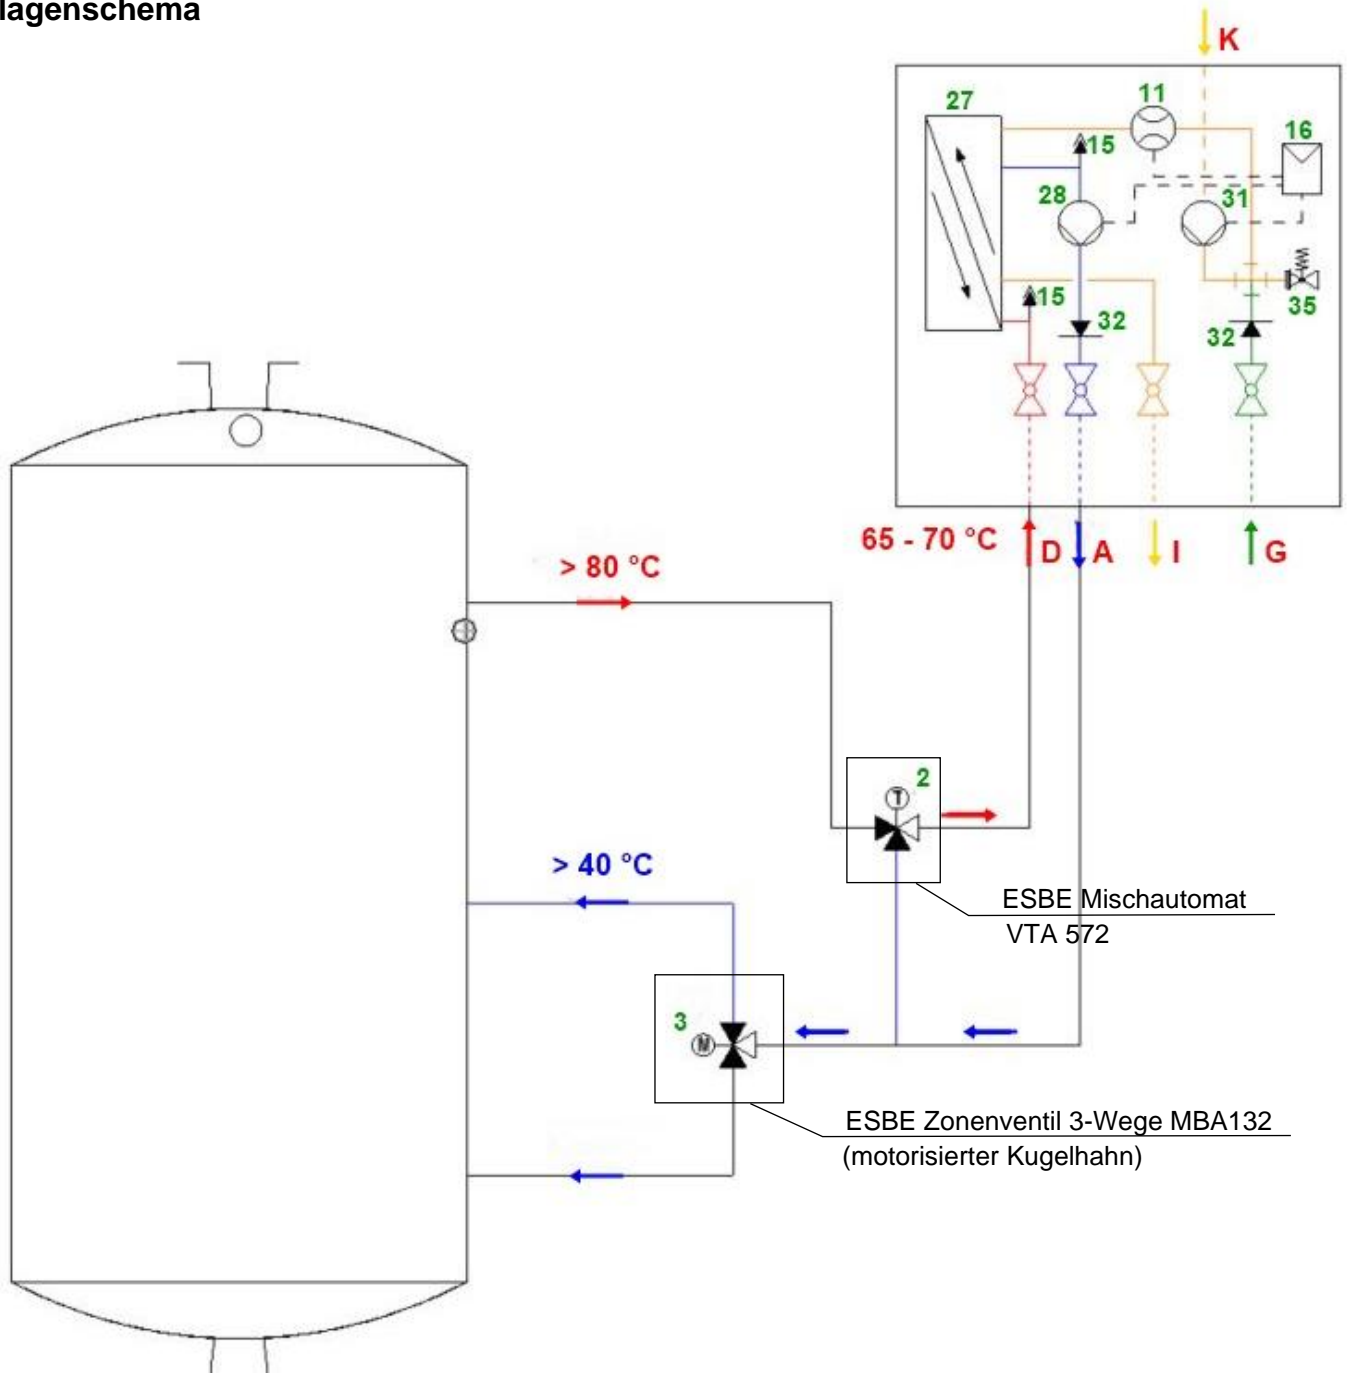 lagenschema
K
27
11
16
15
28
31
15
32
32
35
65 - 70 °C
D
A
I
G
> 80 °C
2
T
> 40 °C
ESBE Mischautomat
VTA 572
3
M
ESBE Zonenventil 3-Wege MBA132
(motorisierter Kugelhahn)